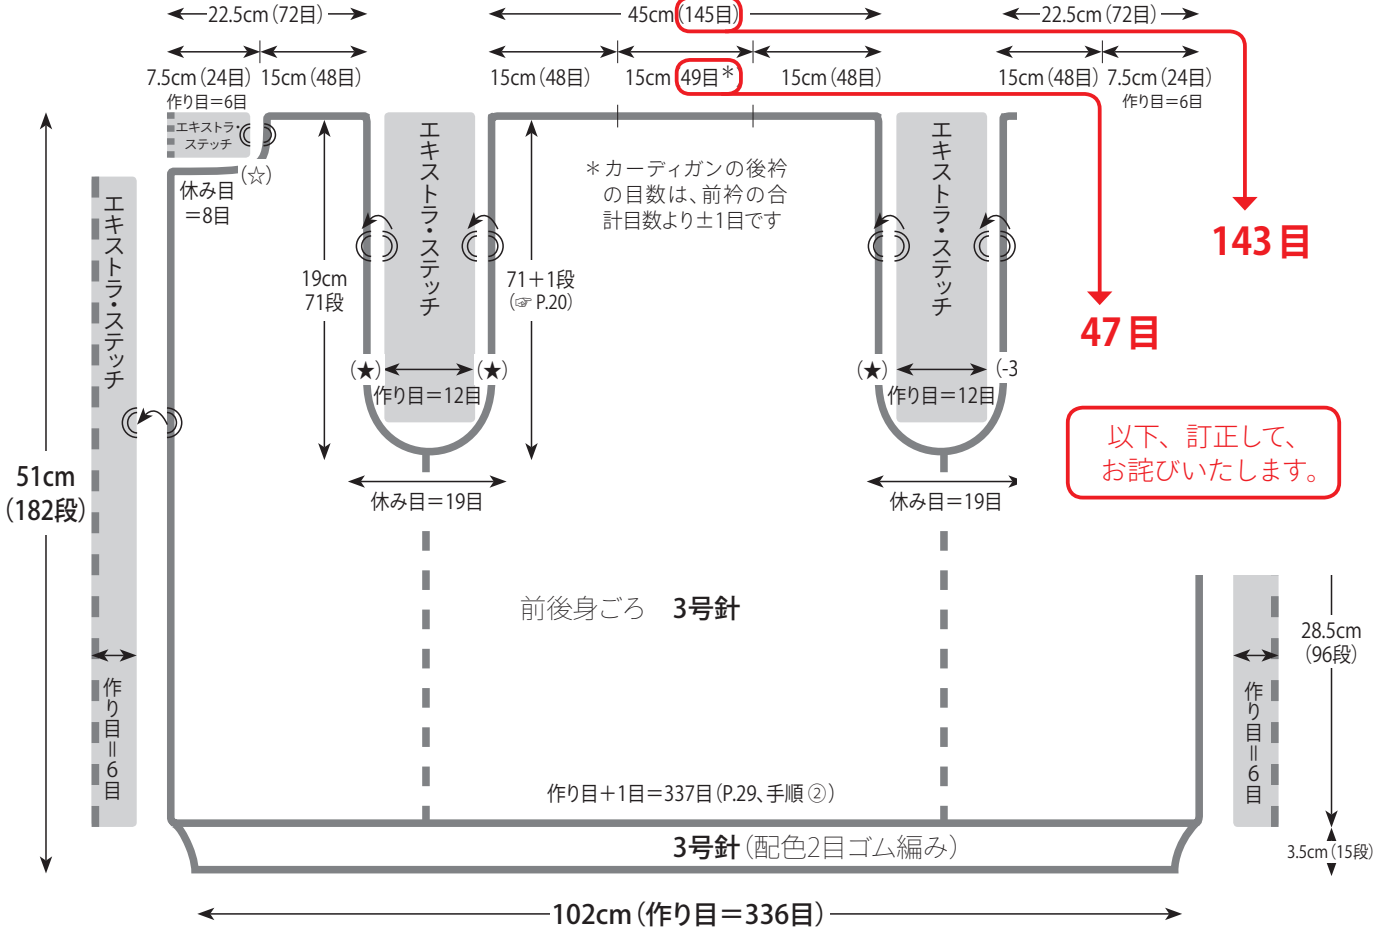 22.5cm（72目）
45cm（145目）
22.5cm（72目）
7.5cm（24目）
15cm（48目）
15cm（48目）
15cm（49目＊）
15cm（48目）
15cm（48目）
7.5cm（24目）
作り目＝6目
作り目＝6目
エキストラ・
ステッチ
（☆）
休み目
＝8目
エキストラ・ステッチ
エキストラ・ステッチ
エキストラ・ステッチ
＊カーディガンの後衿
の目数は、前衿の合
計目数より±1目です
143目
47目
19cm
71段
71＋1段
（☞P.20）
（★）
（★）
（★）
（-3
作り目＝12目
作り目＝12目
以下、訂正して、
お詫びいたします。
51cm
（182段）
休み目＝19目
休み目＝19目
前後身ごろ　3号針
28.5cm
（96段）
作り目＝6目
作り目＝6目
作り目＋1目＝337目（P.29、手順②）
3号針（配色2目ゴム編み）
3.5cm（15段）
102cm（作り目＝336目）